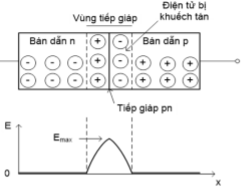 Vùng tiếp giáp
Điện tử bị
khuếch tán
Bán dẫn n
Bán dẫn p
+ -
- - - + - + + +
- - - + - + + +
Tiếp giáp pn
E
Emax
0
x